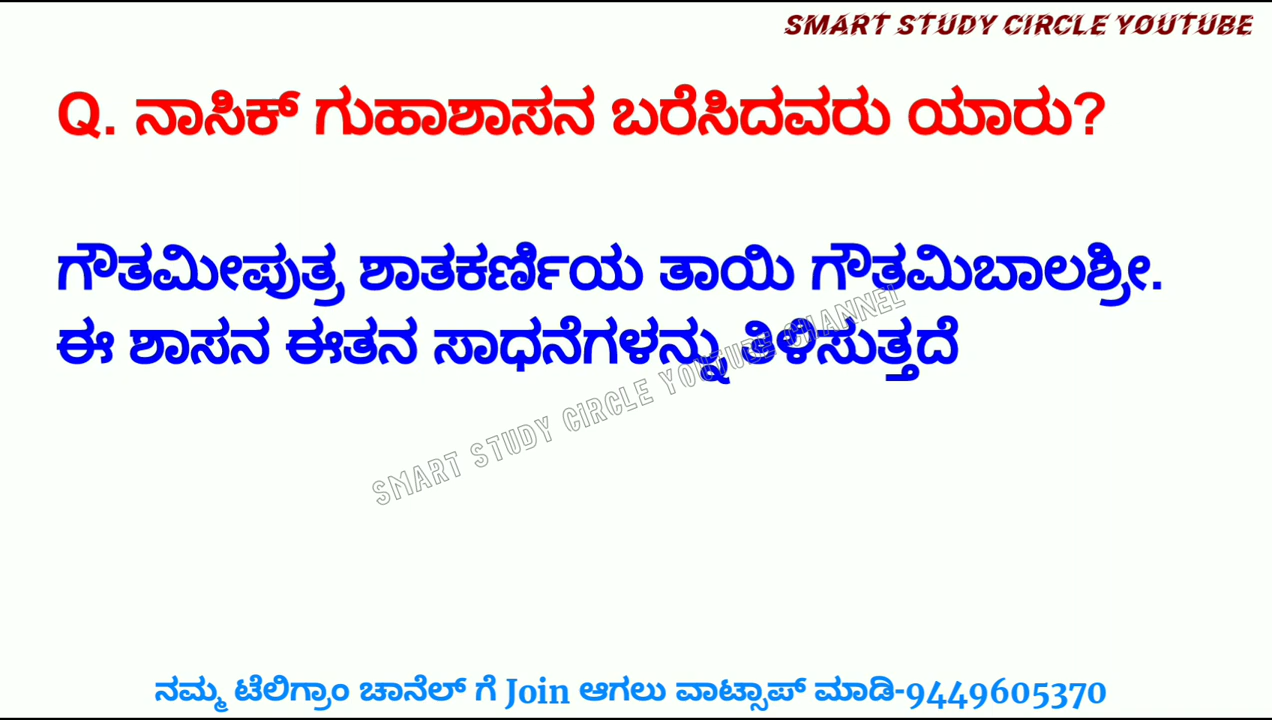 SMART STUDY CIRCLE YOUTUBE
Q. ನಾಸಿಕ್ ಗುಹಾಶಾಸನ ಬರೆಸಿದವರು ಯಾರು?
ಗೌತಮೀಪುತ್ರ ಶಾತಕರ್ಣಿಯ ತಾಯಿ ಗೌತಮಿಬಾಲಶ್ರೀ.
ಈ ಶಾಸನ ಈತನ ಸಾಧನೆಗಳನ್ನು ತಿಳಿಸುತ್ತದೆ
SMART STUDY CIRCLE YOUTUBE CHANNEL
ನಮ್ಮ ಟೆಲಿಗ್ರಾಂ ಚಾನೆಲ್ ಗೆ Join ಆಗಲು ವಾಟ್ಸಾಪ್ ಮಾಡಿ-9449605370